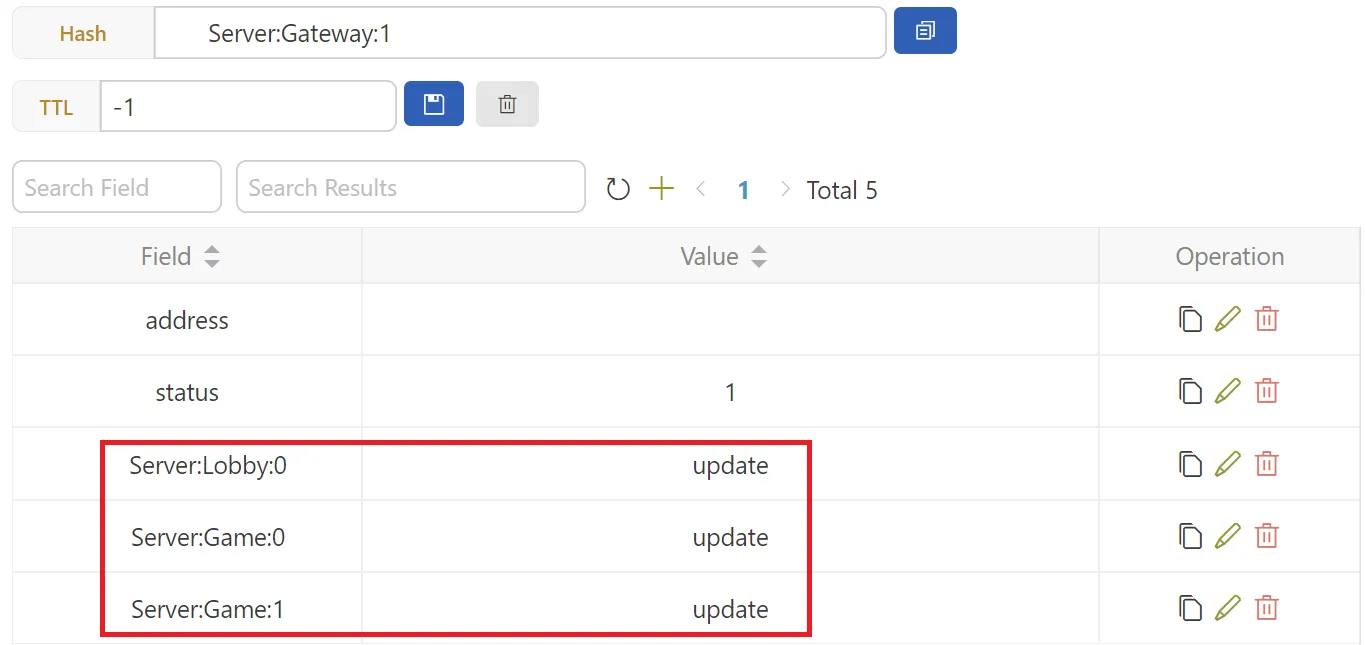 Hash Server:Gateway:1
TTL -1
Search Field Search Results 1 Total 5
Field Value Operation
address
status 1
Server:Lobby:0 update
Server:Game:0 update
Server:Game:1 update